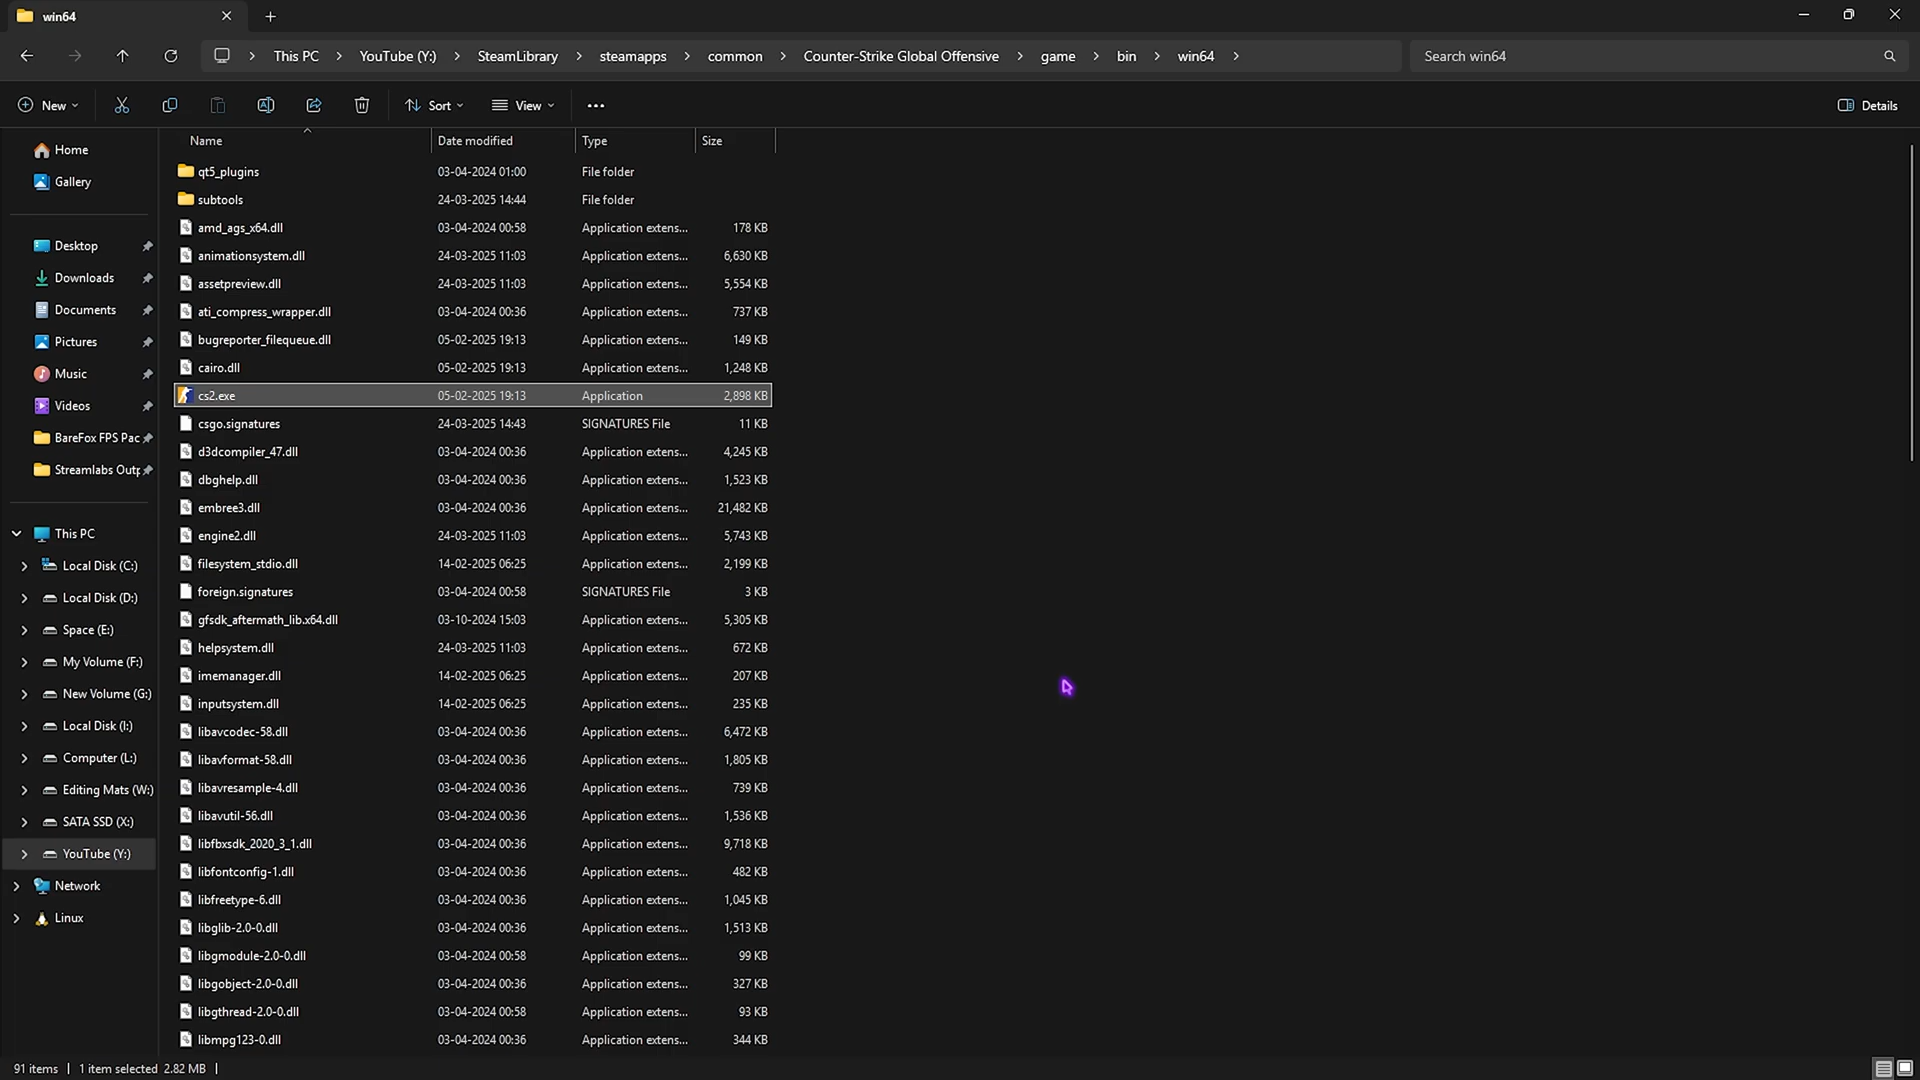 win64
This PC
YouTube (Y:)
SteamLibrary
steamapps
common
Counter-Strike Global Offensive
game
bin
win64
Search win64
New
Sort
View
Details
Name Date modified Type Size
Home
Gallery
Desktop
Downloads
Documents
Pictures
Music
Videos
BareFox FPS Pac
Streamlabs Outp
This PC
Local Disk (C:)
Local Disk (D:)
Space (E:)
My Volume (F:)
New Volume (G:)
Local Disk (I:)
Computer (L:)
Editing Mats (W:)
SATA SSD (X:)
YouTube (Y:)
Network
Linux
qt5_plugins 03-04-2024 01:00 File folder
subtools 24-03-2025 14:44 File folder
amd_ags_x64.dll 03-04-2024 00:58 Application extens... 178 KB
animationsystem.dll 24-03-2025 11:03 Application extens... 6,630 KB
assetpreview.dll 24-03-2025 11:03 Application extens... 5,554 KB
ati_compress_wrapper.dll 03-04-2024 00:36 Application extens... 737 KB
bugreporter_filequeue.dll 05-02-2025 19:13 Application extens... 149 KB
cairo.dll 05-02-2025 19:13 Application extens... 1,248 KB
cs2.exe 05-02-2025 19:13 Application 2,898 KB
csgo.signatures 24-03-2025 14:43 SIGNATURES File 11 KB
d3dcompiler_47.dll 03-04-2024 00:36 Application extens... 4,245 KB
dbghelp.dll 03-04-2024 00:36 Application extens... 1,523 KB
embree3.dll 03-04-2024 00:36 Application extens... 21,482 KB
engine2.dll 24-03-2025 11:03 Application extens... 5,743 KB
filesystem_stdio.dll 14-02-2025 06:25 Application extens... 2,199 KB
foreign.signatures 03-04-2024 00:58 SIGNATURES File 3 KB
gfsdk_aftermath_lib.x64.dll 03-10-2024 15:03 Application extens... 5,305 KB
helpsystem.dll 24-03-2025 11:03 Application extens... 672 KB
imemanager.dll 14-02-2025 06:25 Application extens... 207 KB
inputsystem.dll 14-02-2025 06:25 Application extens... 235 KB
libavcodec-58.dll 03-04-2024 00:36 Application extens... 6,472 KB
libavformat-58.dll 03-04-2024 00:36 Application extens... 1,805 KB
libavresample-4.dll 03-04-2024 00:36 Application extens... 739 KB
libavutil-56.dll 03-04-2024 00:36 Application extens... 1,536 KB
libfbxsdk_2020_3_1.dll 03-04-2024 00:36 Application extens... 9,718 KB
libfontconfig-1.dll 03-04-2024 00:36 Application extens... 482 KB
libfreetype-6.dll 03-04-2024 00:36 Application extens... 1,045 KB
libglib-2.0-0.dll 03-04-2024 00:36 Application extens... 1,513 KB
libgmodule-2.0-0.dll 03-04-2024 00:58 Application extens... 99 KB
libgobject-2.0-0.dll 03-04-2024 00:36 Application extens... 327 KB
libgthread-2.0-0.dll 03-04-2024 00:58 Application extens... 93 KB
libmpg123-0.dll 03-04-2024 00:36 Application extens... 344 KB
91 items | 1 item selected 2.82 MB |